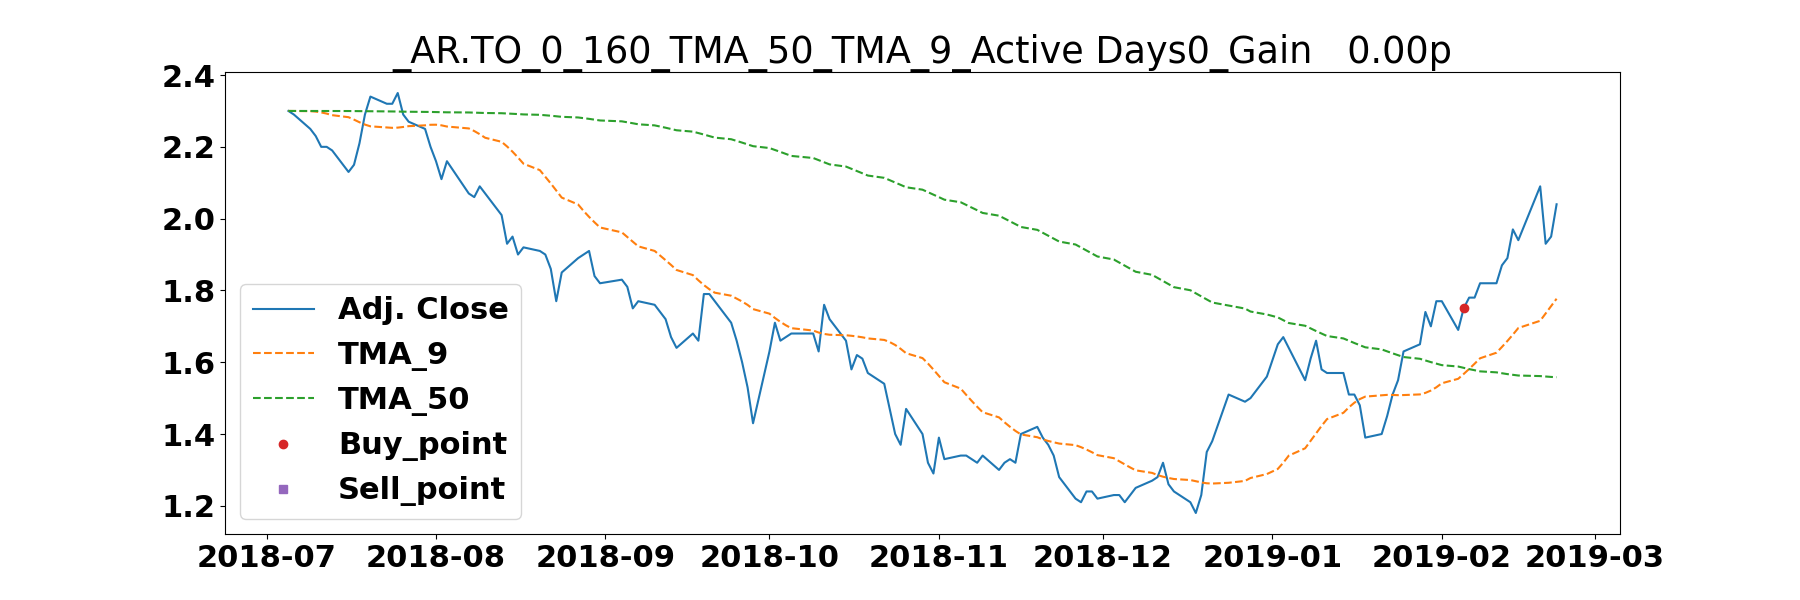 _AR.TO_0_160_TMA_50_TMA_9_Active Days0_Gain   0.00p
2.4
2.2
2.0
1.8
1.6
1.4
1.2
Adj. Close
TMA_9
TMA_50
Buy_point
Sell_point
2018-07 2018-08 2018-09 2018-10 2018-11 2018-12 2019-01 2019-02 2019-03